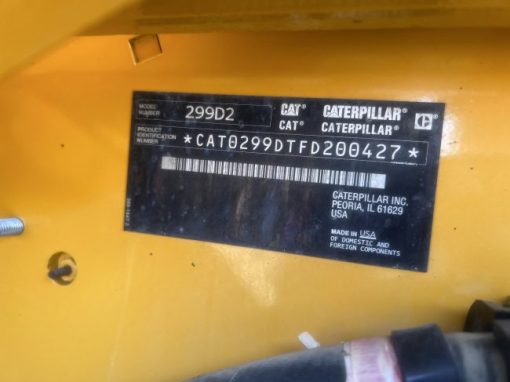 MODEL NUMBER 299D2
CAT CATERPILLAR C
CAT® CATERPILLAR®
PRODUCT IDENTIFICATION NUMBER
*CAT0299DTFD200427*
CATERPILLAR INC.
PEORIA, IL 61629
USA
MADE IN USA
OF DOMESTIC AND
FOREIGN COMPONENTS